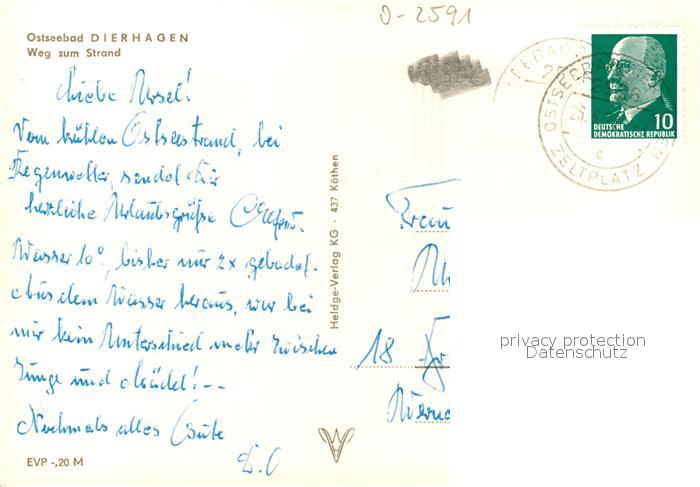 O-2591
Ostseebad DIERHAGEN
Weg zum Strand
Liebe Ursel!
Vom kühlen Ostseestrand, bei
Regenwetter, sendet Dir
herzliche Urlaubsgrüße
Wasser 10°, bisher nur 2x gebadet.
Aus dem Wasser heraus, war bei
mir kein Unterschied mehr zwischen
Junge und Mädel!--
Nochmals alles Gute
EVP -,20 M
Heldge-Verlag KG · 437 Köthen
Frau
18
DEUTSCHE
DEMOKRATISCHE REPUBLIK
10
OSTSEEBAD
ZELTPLATZ
c
privacy protection
Datenschutz